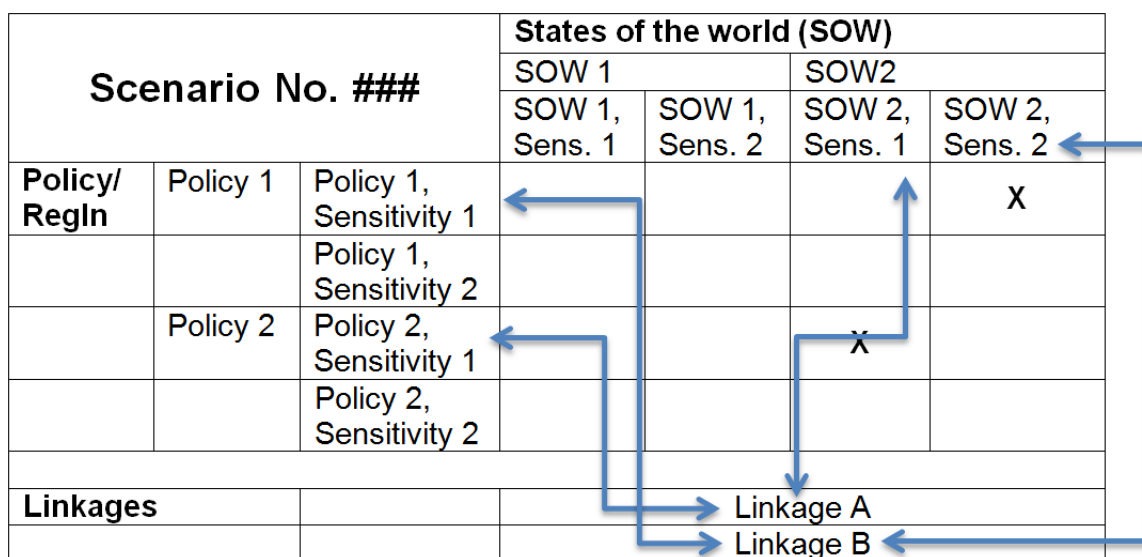 Scenario No. ###
States of the world (SOW)
SOW 1
SOW2
SOW 1,
Sens. 1
SOW 1,
Sens. 2
SOW 2,
Sens. 1
SOW 2,
Sens. 2
Policy/
RegIn
Policy 1
Policy 1,
Sensitivity 1
X
Policy 1,
Sensitivity 2
Policy 2
Policy 2,
Sensitivity 1
X
Policy 2,
Sensitivity 2
Linkages
Linkage A
Linkage B